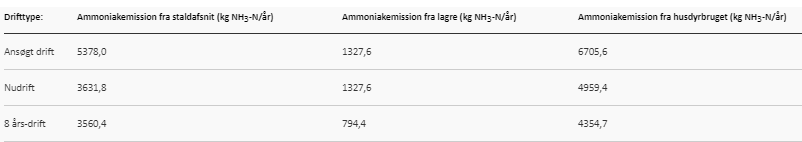 Drifttype: Ammoniakemission fra staldafsnit (kg NH3-N/år) Ammoniakemission fra lagre (kg NH3-N/år) Ammoniakemission fra husdyrbruget (kg NH3-N/år)
Ansøgt drift 5378,0 1327,6 6705,6
Nudrift 3631,8 1327,6 4959,4
8 års-drift 3560,4 794,4 4354,7